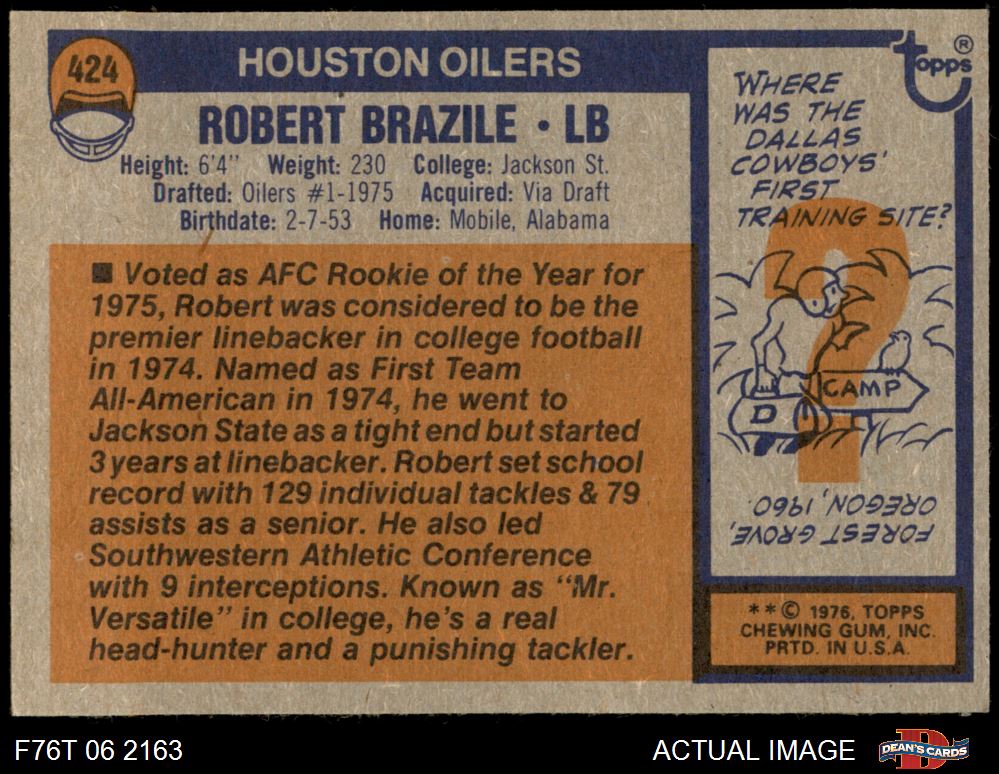 424
HOUSTON OILERS
ROBERT BRAZILE • LB
Height: 6'4" Weight: 230 College: Jackson St.
Drafted: Oilers #1-1975 Acquired: Via Draft
Birthdate: 2-7-53 Home: Mobile, Alabama
■ Voted as AFC Rookie of the Year for
1975, Robert was considered to be the
premier linebacker in college football
in 1974. Named as First Team
All-American in 1974, he went to
Jackson State as a tight end but started
3 years at linebacker. Robert set school
record with 129 individual tackles & 79
assists as a senior. He also led
Southwestern Athletic Conference
with 9 interceptions. Known as “Mr.
Versatile” in college, he's a real
head-hunter and a punishing tackler.
topps ®
WHERE
WAS THE
DALLAS
COWBOYS'
FIRST
TRAINING SITE?
?
CAMP
D
FOREST GROVE,
OREGON, 1960.
**© 1976, TOPPS
CHEWING GUM, INC.
PRTD. IN U.S.A.
F76T 06 2163
ACTUAL IMAGE
D
DEAN'S CARDS